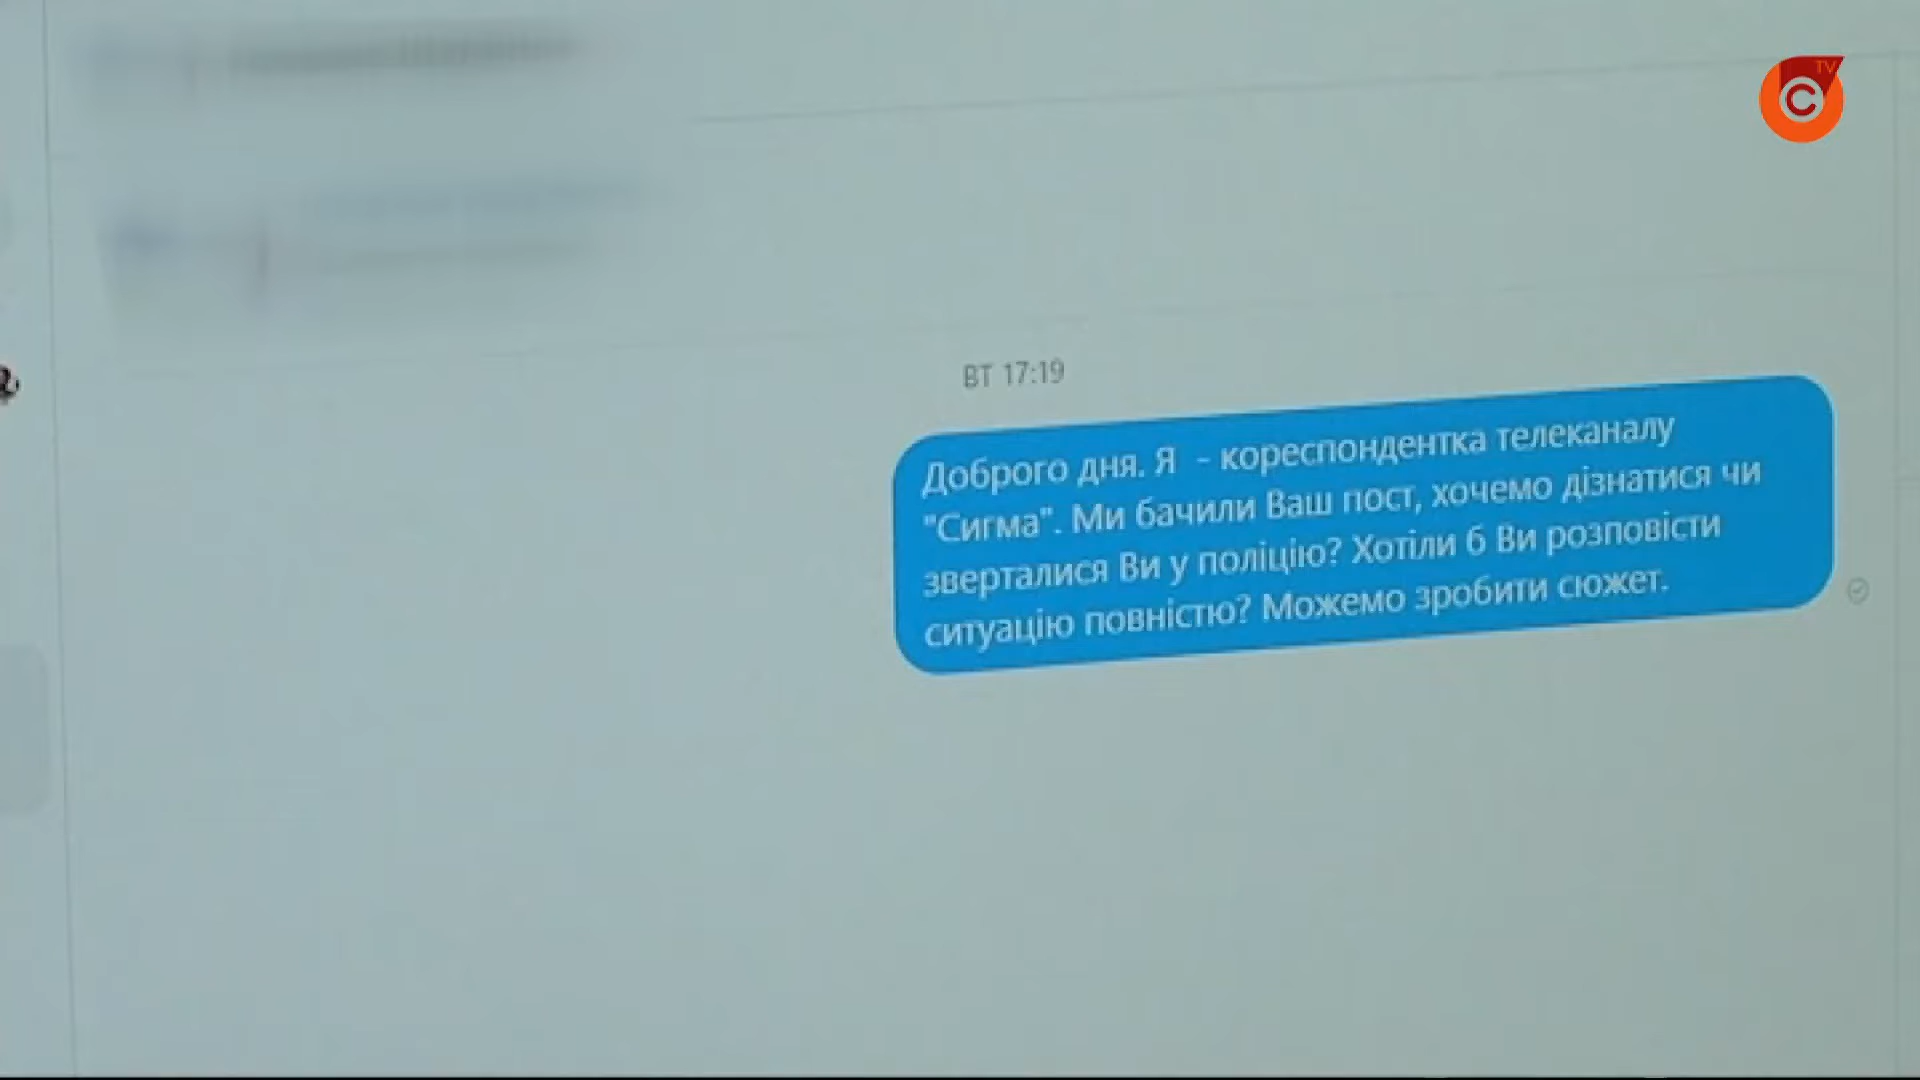 TV
C
ВТ 17:19
Доброго дня. Я - кореспондентка телеканалу
"Сигма". Ми бачили Ваш пост, хочемо дізнатися чи
зверталися Ви у поліцію? Хотіли б Ви розповісти
ситуацію повністю? Можемо зробити сюжет.